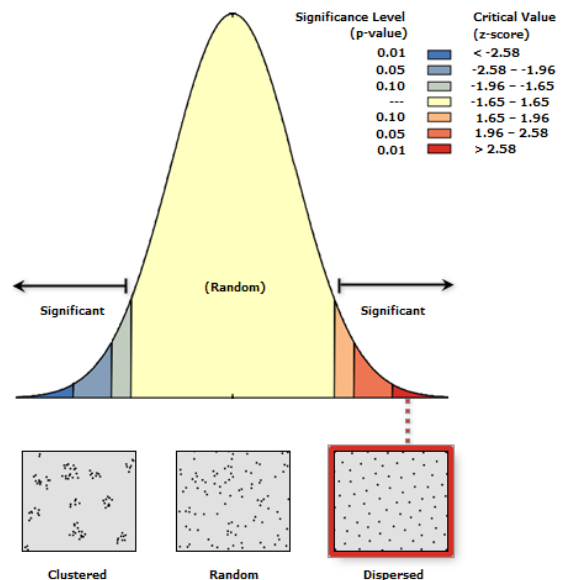 Significance Level Critical Value
(p-value) (z-score)
0.01 < -2.58
0.05 -2.58 – -1.96
0.10 -1.96 – -1.65
--- -1.65 – 1.65
0.10 1.65 – 1.96
0.05 1.96 – 2.58
0.01 > 2.58
(Random)
Significant Significant
Clustered Random Dispersed